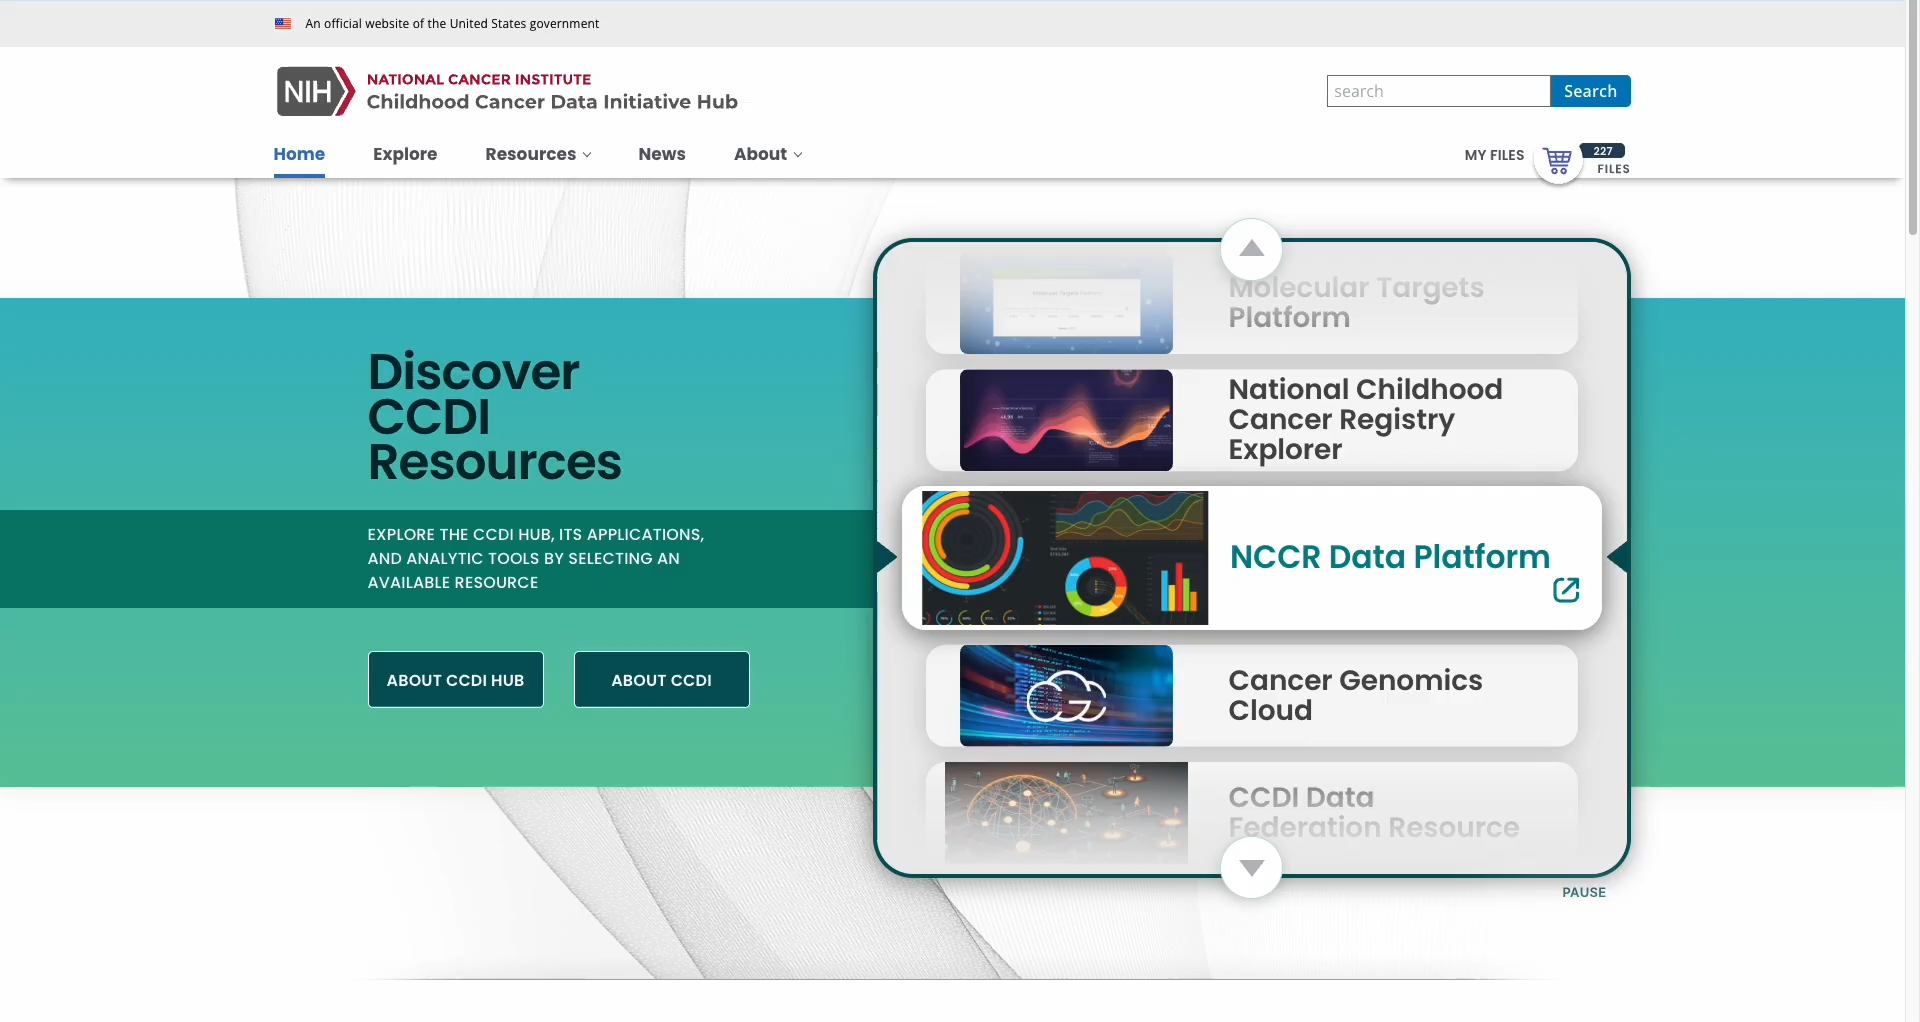 An official website of the United States government
NIH
NATIONAL CANCER INSTITUTE
Childhood Cancer Data Initiative Hub
search
Search
Home
Explore
Resources
News
About
MY FILES
227
FILES
Discover
CCDI
Resources
EXPLORE THE CCDI HUB, ITS APPLICATIONS,
AND ANALYTIC TOOLS BY SELECTING AN
AVAILABLE RESOURCE
ABOUT CCDI HUB
ABOUT CCDI
Molecular Targets Platform
Molecular Targets
Platform
National Childhood
Cancer Registry
Explorer
NCCR Data Platform
Cancer Genomics
Cloud
CCDI Data
Federation Resource
PAUSE